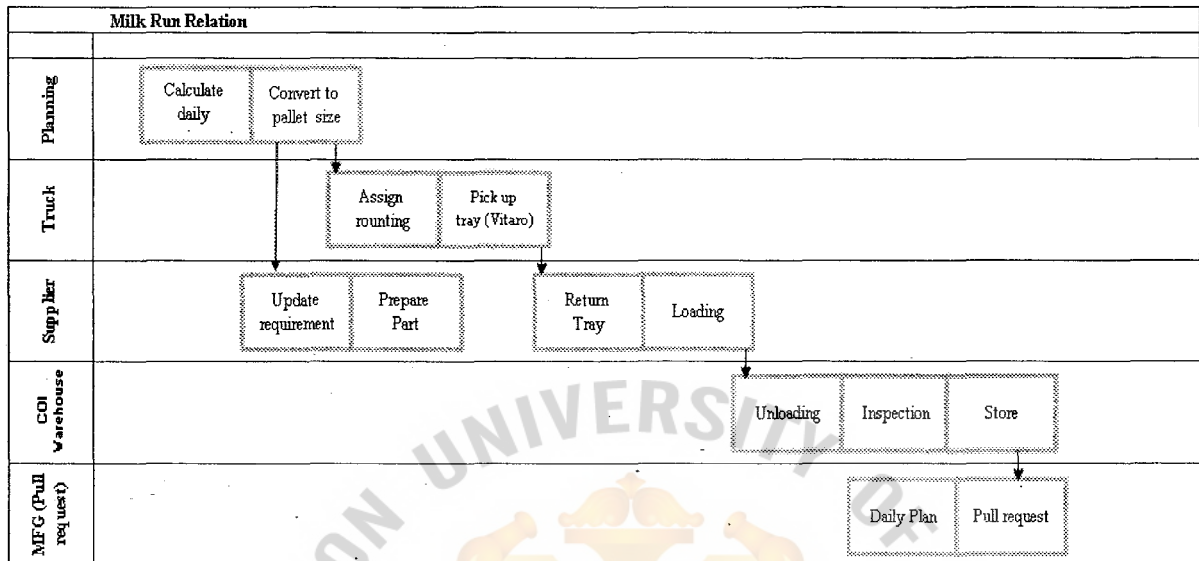 Milk Run Relation
Planning
Calculate
daily
Convert to
pallet size
Truck
Assign
rounting
Pick up
tray (Vitaro)
Supplier
Update
requirement
Prepare
Part
Return
Tray
Loading
COI
Warehouse
Unloading
Inspection
Store
MFG (Pull
request)
Daily Plan
Pull request
ON UNIVERSITY OF